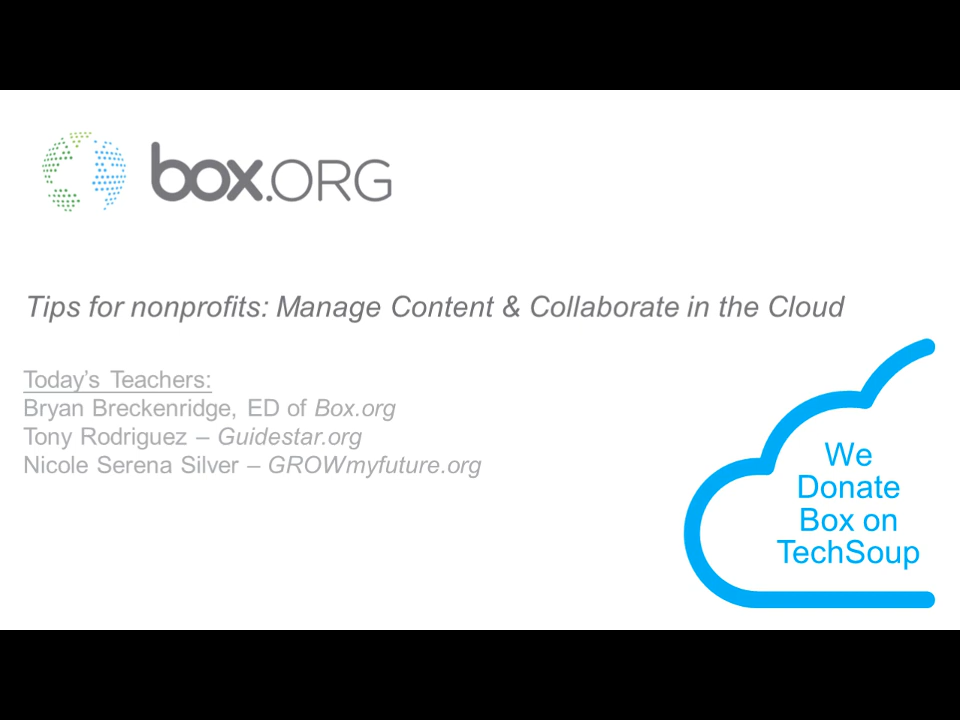 box.ORG
Tips for nonprofits: Manage Content & Collaborate in the Cloud
Today's Teachers:
Bryan Breckenridge, ED of Box.org
Tony Rodriguez – Guidestar.org
Nicole Serena Silver – GROWmyfuture.org
We
Donate
Box on
TechSoup